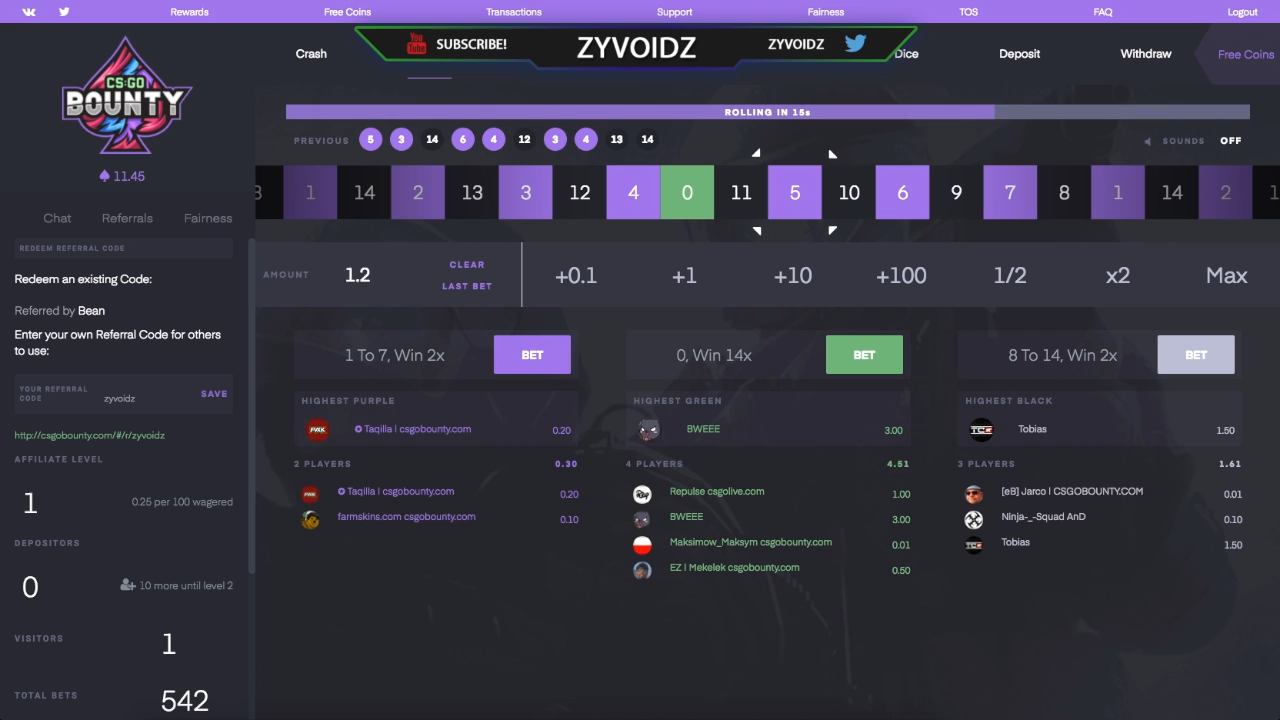 Rewards Free Coins Transactions Support Fairness TOS FAQ Logout
Crash
SUBSCRIBE! ZYVOIDZ ZYVOIDZ
Dice Deposit Withdraw Free Coins
CS:GO
BOUNTY
11.45
Chat Referrals Fairness
REDEEM REFERRAL CODE
Redeem an existing Code:
Referred by Bean
Enter your own Referral Code for others
to use:
YOUR REFERRAL
CODE zyvoidz SAVE
http://csgobounty.com/#/r/zyvoidz
AFFILIATE LEVEL
1 0.25 per 100 wagered
DEPOSITORS
0 10 more until level 2
VISITORS 1
TOTAL BETS 542
ROLLING IN 15s
PREVIOUS 5 3 14 6 4 12 3 4 13 14
SOUNDS OFF
1 14 2 13 3 12 4 0 11 5 10 6 9 7 8 1 14 2
AMOUNT 1.2 CLEAR
LAST BET
+0.1 +1 +10 +100 1/2 x2 Max
1 To 7, Win 2x BET
HIGHEST PURPLE
Taqilla | csgobounty.com 0.20
2 PLAYERS 0.30
Taqilla | csgobounty.com 0.20
farmskins.com csgobounty.com 0.10
0, Win 14x BET
HIGHEST GREEN
BWEEE 3.00
4 PLAYERS 4.51
Repulse csgolive.com 1.00
BWEEE 3.00
Maksimow_Maksym csgobounty.com 0.01
EZ | Mekelek csgobounty.com 0.50
8 To 14, Win 2x BET
HIGHEST BLACK
Tobias 1.50
3 PLAYERS 1.61
[eB] Jarco | CSGOBOUNTY.COM 0.01
Ninja-_-Squad AnD 0.10
Tobias 1.50